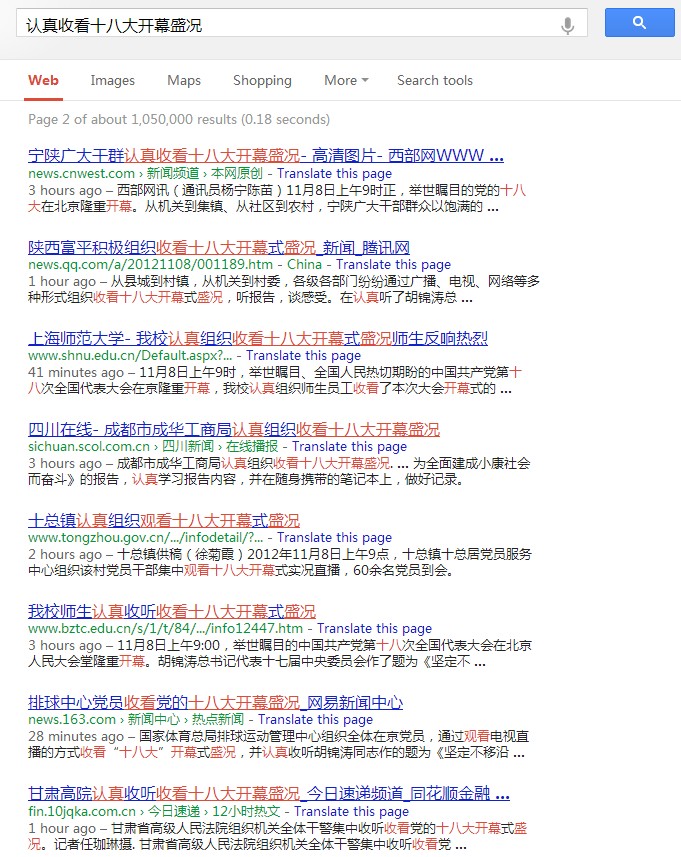 认真收看十八大开幕盛况
Web Images Maps Shopping More Search tools
Page 2 of about 1,050,000 results (0.18 seconds)
宁陕广大干群认真收看十八大开幕盛况- 高清图片- 西部网WWW ...
news.cnwest.com › 新闻频道 › 本网原创 - Translate this page
3 hours ago – 西部网讯（通讯员杨宁陈苗）11月8日上午9时正，举世瞩目的党的十八
大在北京隆重开幕。从机关到集镇、从社区到农村，宁陕广大干部群众以饱满的 ...
陕西富平积极组织收看十八大开幕式盛况_新闻_腾讯网
news.qq.com/a/20121108/001189.htm - China - Translate this page
1 hour ago – 从县城到村镇，从机关到村委，各级各部门纷纷通过广播、电视、网络等多
种形式组织收看十八大开幕式盛况，听报告，谈感受。在认真听了胡锦涛总 ...
上海师范大学- 我校认真组织收看十八大开幕式盛况师生反响热烈
www.shnu.edu.cn/Default.aspx?... - Translate this page
41 minutes ago – 11月8日上午9时，举世瞩目、全国人民热切期盼的中国共产党第十
八次全国代表大会在京隆重开幕，我校认真组织师生员工收看了本次大会开幕式的 ...
四川在线- 成都市成华工商局认真组织收看十八大开幕盛况
sichuan.scol.com.cn › 四川新闻 › 在线播报 - Translate this page
3 hours ago – 成都市成华工商局认真组织收看十八大开幕盛况. ... 为全面建成小康社会
而奋斗》的报告，认真学习报告内容，并在随身携带的笔记本上，做好记录。
十总镇认真组织观看十八大开幕式盛况
www.tongzhou.gov.cn/.../infodetail/?... - Translate this page
2 hours ago – 十总镇供稿（徐菊霞）2012年11月8日上午9点，十总镇十总居党员服务
中心组织该村党员干部集中观看十八大开幕式实况直播，60余名党员到会。
我校师生认真收听收看十八大开幕式盛况
www.bztc.edu.cn/s/1/t/84/.../info12447.htm - Translate this page
3 hours ago – 11月8日上午9:00，举世瞩目的中国共产党第十八次全国代表大会在北京
人民大会堂隆重开幕。胡锦涛总书记代表十七届中央委员会作了题为《坚定不 ...
排球中心党员收看党的十八大开幕盛况_网易新闻中心
news.163.com › 新闻中心 › 热点新闻 - Translate this page
28 minutes ago – 国家体育总局排球运动管理中心组织全体在京党员，通过观看电视直
播的方式收看“十八大”开幕式盛况，并认真收听胡锦涛同志作的题为《坚定不移沿 ...
甘肃高院认真收听收看十八大开幕盛况_今日速递频道_同花顺金融 ...
fin.10jqka.com.cn › 今日速递 › 12小时热文 - Translate this page
1 hour ago – 甘肃省高级人民法院组织机关全体干警集中收听收看党的十八大开幕式盛
况。记者任珈琳摄. 甘肃省高级人民法院组织机关全体干警集中收听收看党 ...